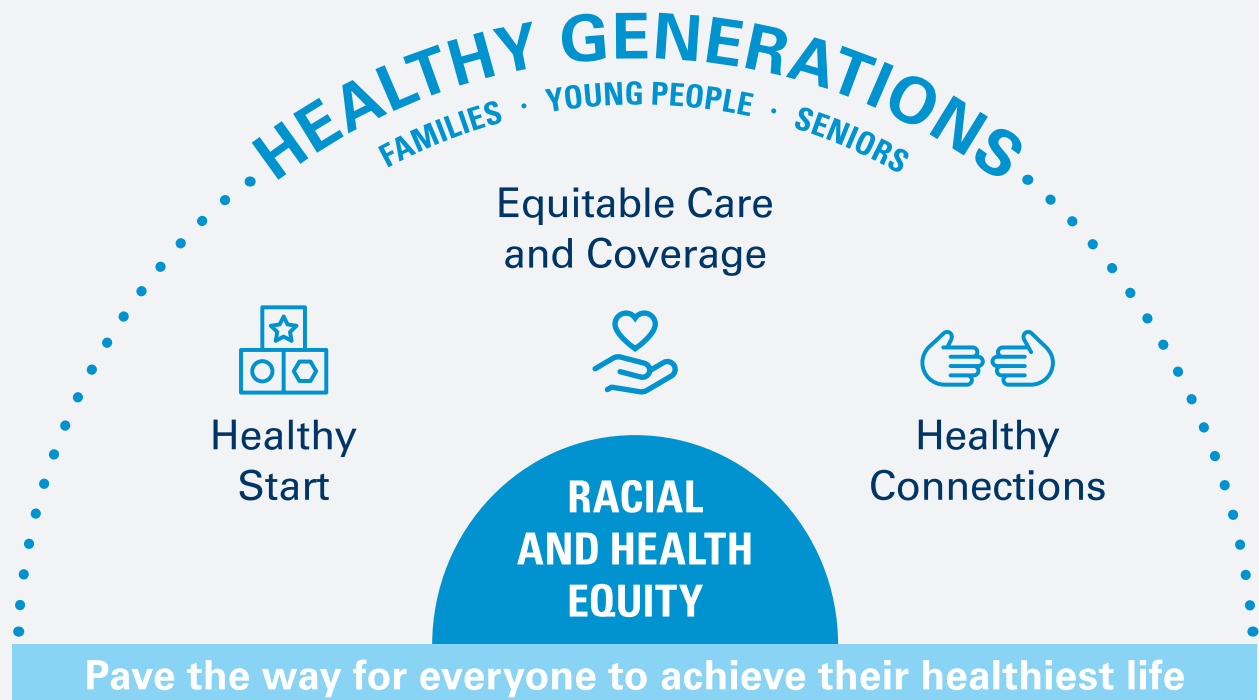 HEALTHY GENERATIONS
FAMILIES · YOUNG PEOPLE · SENIORS
Equitable Care
and Coverage
Healthy
Start
Healthy
Connections
RACIAL
AND HEALTH
EQUITY
Pave the way for everyone to achieve their healthiest life